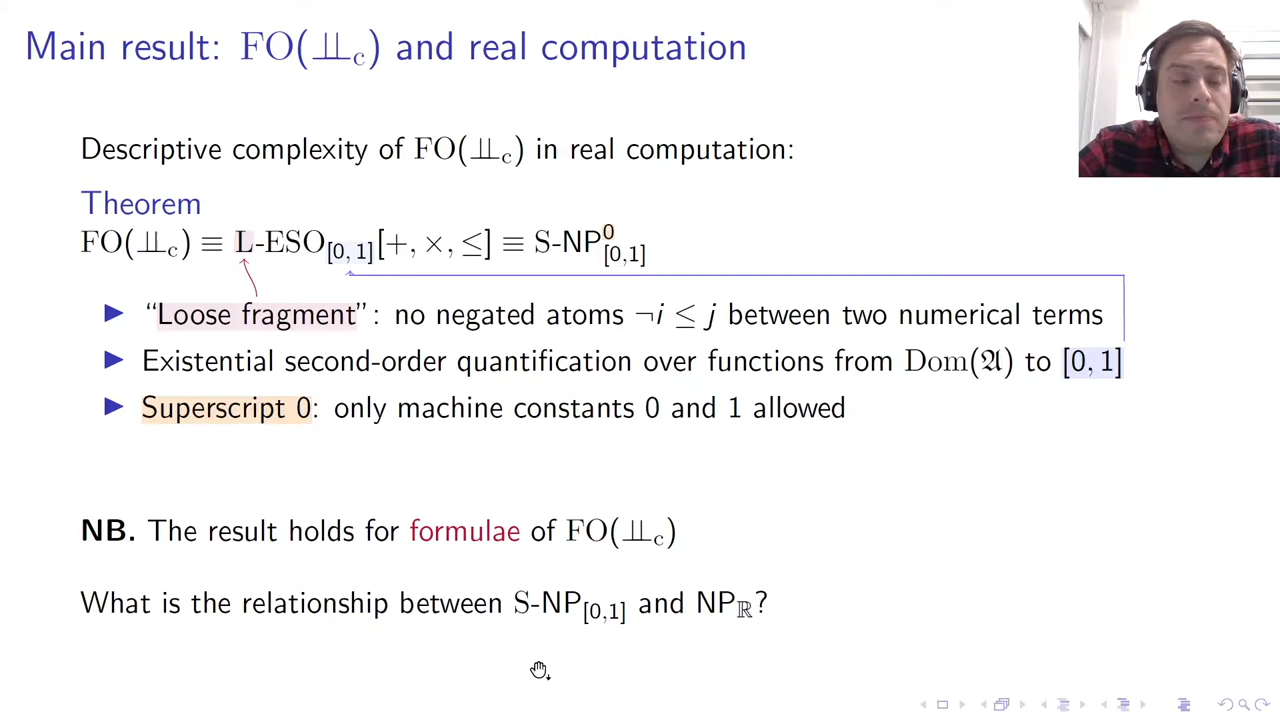 Main result: FO(⊥⊥c) and real computation
Descriptive complexity of FO(⊥⊥c) in real computation:
Theorem
FO(⊥⊥c) ≡ L-ESO[0,1][+, ×, ≤] ≡ S-NP⁰[0,1]
▶ “Loose fragment”: no negated atoms ¬i ≤ j between two numerical terms
▶ Existential second-order quantification over functions from Dom(𝔄) to [0, 1]
▶ Superscript 0: only machine constants 0 and 1 allowed
NB. The result holds for formulae of FO(⊥⊥c)
What is the relationship between S-NP[0,1] and NPℝ?